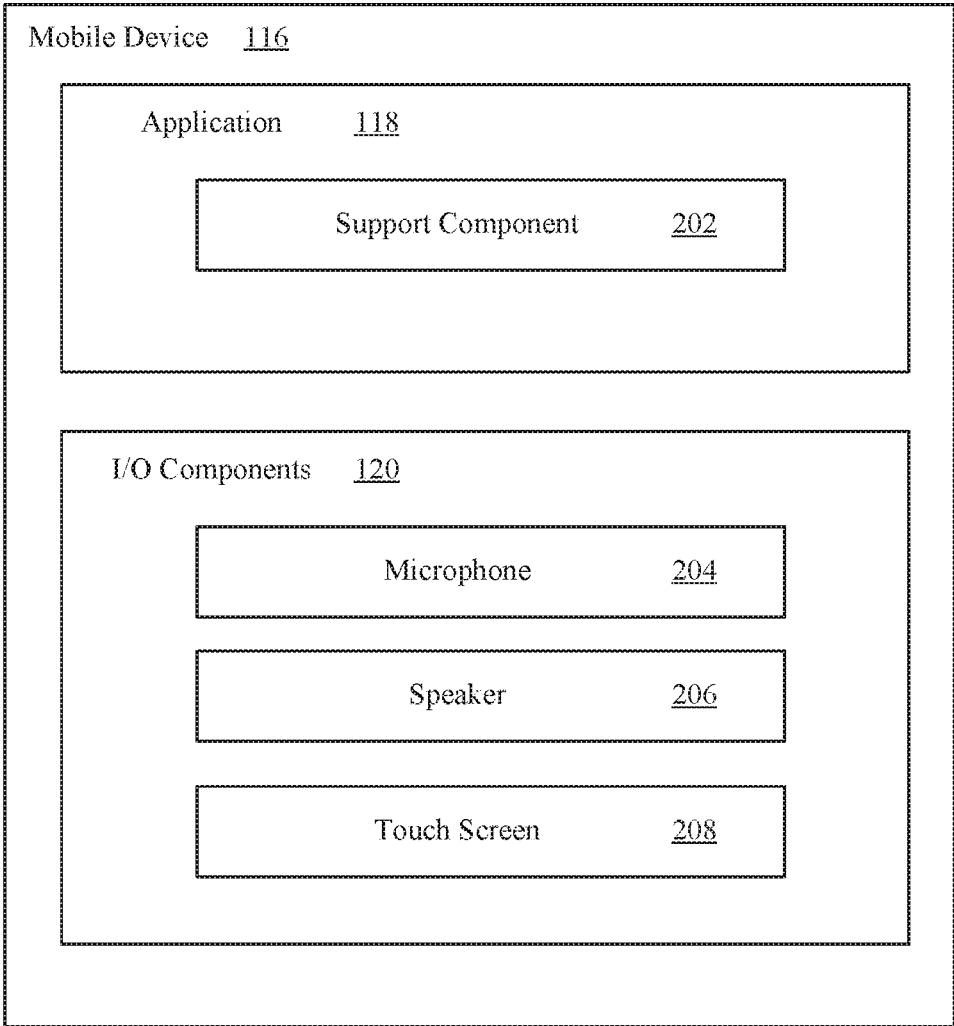 Mobile Device 116
Application 118
Support Component 202
I/O Components 120
Microphone 204
Speaker 206
Touch Screen 208